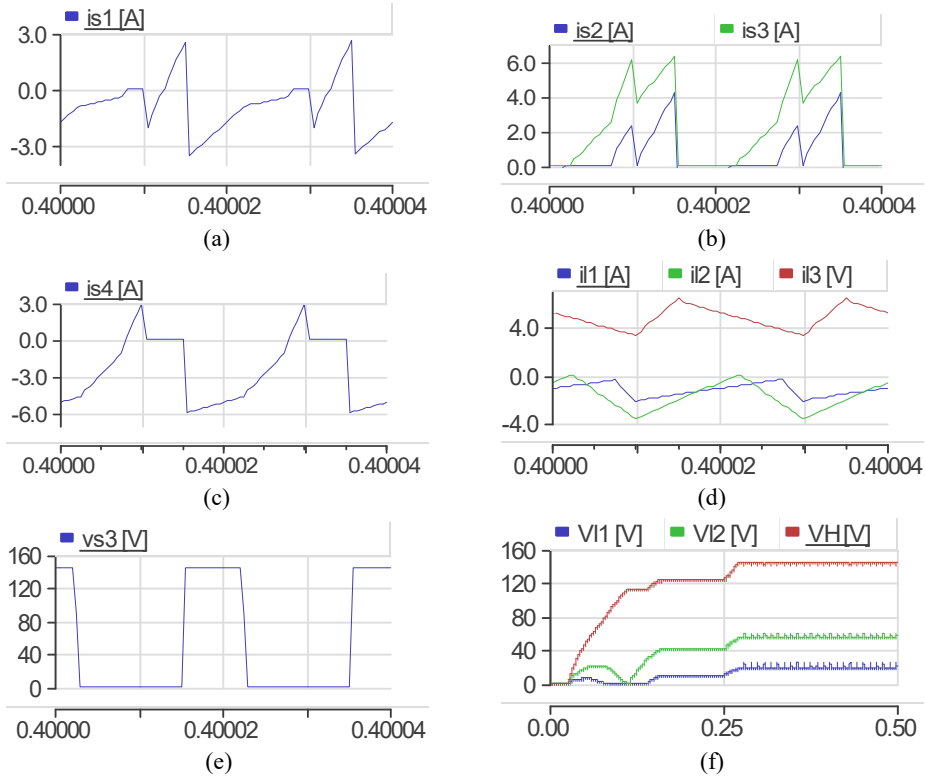 is1 [A]
3.0
0.0
-3.0
0.40000 0.40002 0.40004
(a)
is2 [A] is3 [A]
6.0
4.0
2.0
0.0
0.40000 0.40002 0.40004
(b)
is4 [A]
3.0
0.0
-3.0
-6.0
0.40000 0.40002 0.40004
(c)
il1 [A] il2 [A] il3 [V]
4.0
0.0
-4.0
0.40000 0.40002 0.40004
(d)
vs3 [V]
160
120
80
40
0
0.40000 0.40002 0.40004
(e)
Vl1 [V] Vl2 [V] VH[V]
160
120
80
40
0
0.00 0.25 0.50
(f)